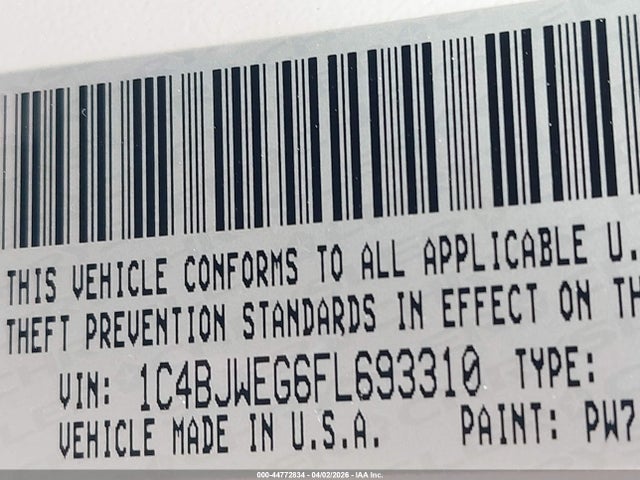 THIS VEHICLE CONFORMS TO ALL APPLICABLE U.
THEFT PREVENTION STANDARDS IN EFFECT ON TH
VIN: 1C4BJWEG6FL693310 TYPE:
VEHICLE MADE IN U.S.A. PAINT: PW7
000-44772834 - 04/02/2026 - IAA Inc.